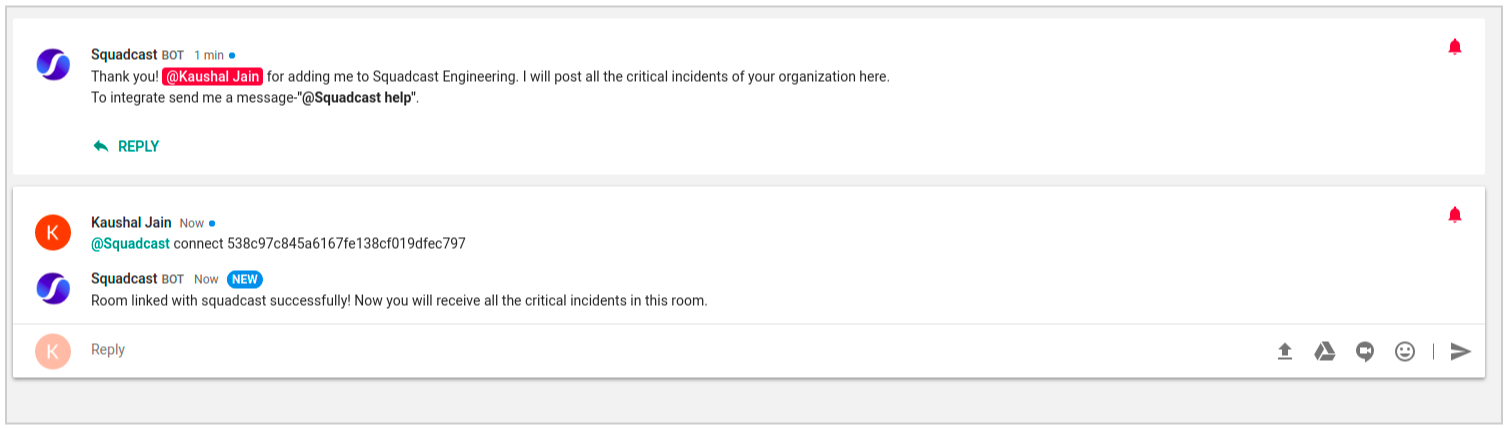 Squadcast BOT 1 min
Thank you! @Kaushal Jain for adding me to Squadcast Engineering. I will post all the critical incidents of your organization here.
To integrate send me a message-"@Squadcast help".
REPLY
K
Kaushal Jain Now
@Squadcast connect 538c97c845a6167fe138cf019dfec797
Squadcast BOT Now NEW
Room linked with squadcast successfully! Now you will receive all the critical incidents in this room.
K
Reply